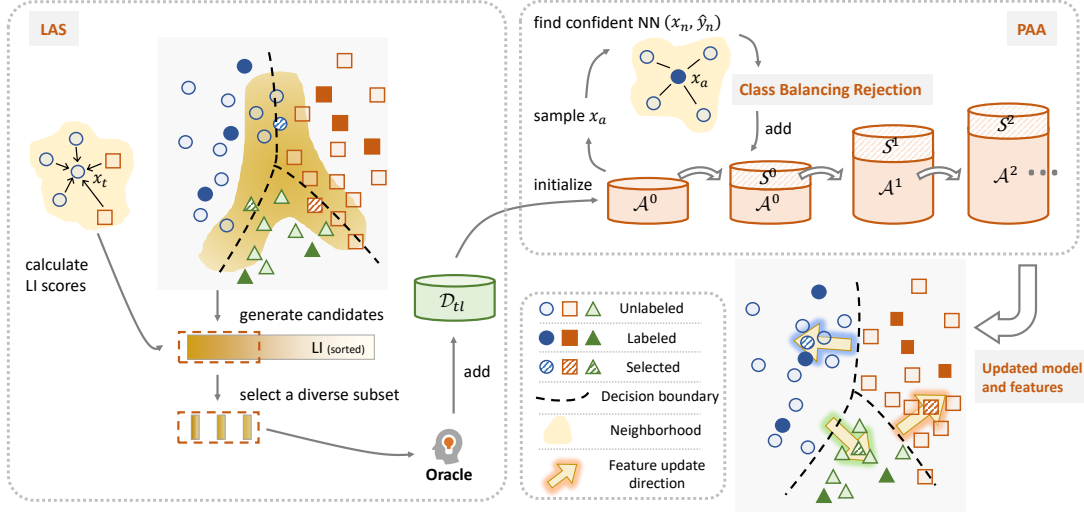 LAS
x_t
calculate
LI scores
generate candidates
LI (sorted)
select a diverse subset
Oracle
add
𝒟_{tl}
PAA
find confident NN (x_n, ŷ_n)
x_a
Class Balancing Rejection
sample x_a
add
initialize
𝒜^0
S^0
𝒜^0
S^1
𝒜^1
S^2
𝒜^2
Unlabeled
Labeled
Selected
Decision boundary
Neighborhood
Feature update
direction
Updated model
and features